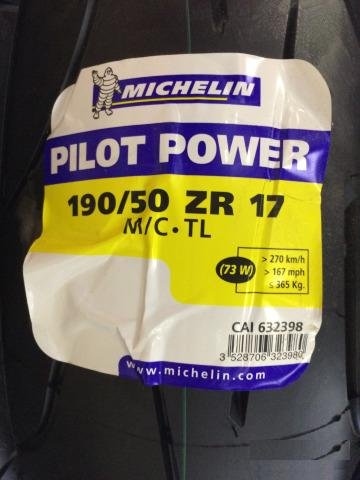 MICHELIN
PILOT POWER
190/50 ZR 17
M/C • TL
(73 W)
> 270 km/h
> 167 mph
≤ 365 Kg.
CAI 632398
3 528706 323980
www.michelin.com